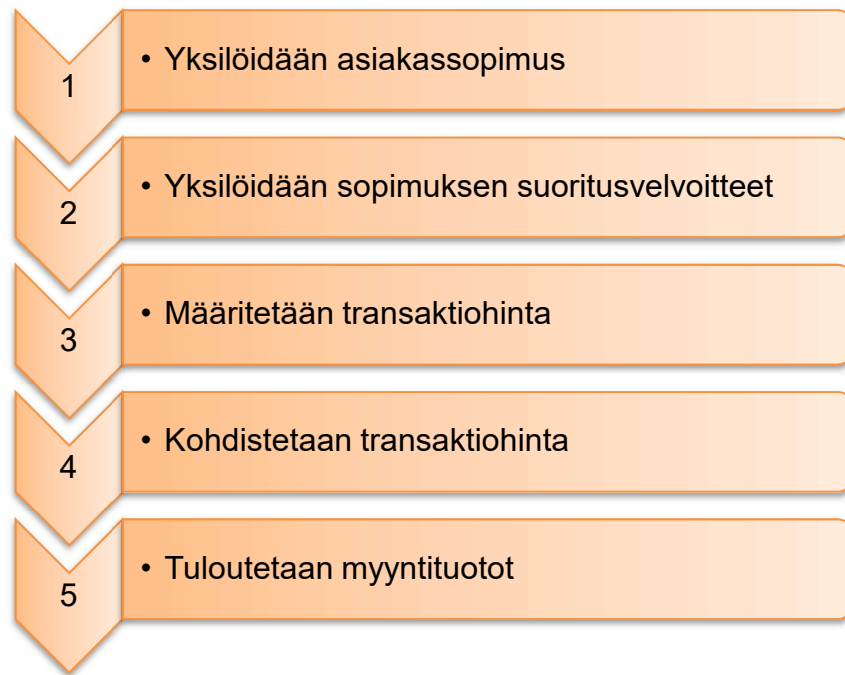 1
• Yksilöidään asiakassopimus
2
• Yksilöidään sopimuksen suoritusvelvoitteet
3
• Määritetään transaktiohinta
4
• Kohdistetaan transaktiohinta
5
• Tuloutetaan myyntituotot